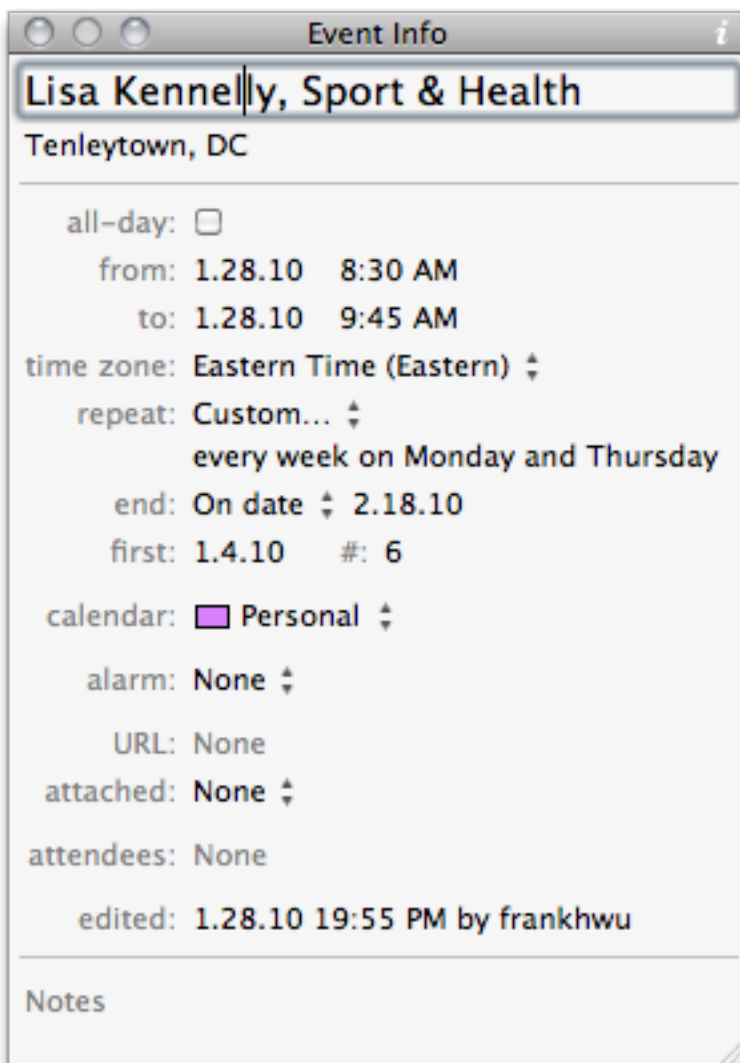 Event Info
Lisa Kennelly, Sport & Health
Tenleytown, DC
all-day:
from: 1.28.10 8:30 AM
to: 1.28.10 9:45 AM
time zone: Eastern Time (Eastern)
repeat: Custom...
every week on Monday and Thursday
end: On date 2.18.10
first: 1.4.10 #: 6
calendar: Personal
alarm: None
URL: None
attached: None
attendees: None
edited: 1.28.10 19:55 PM by frankhwu
Notes